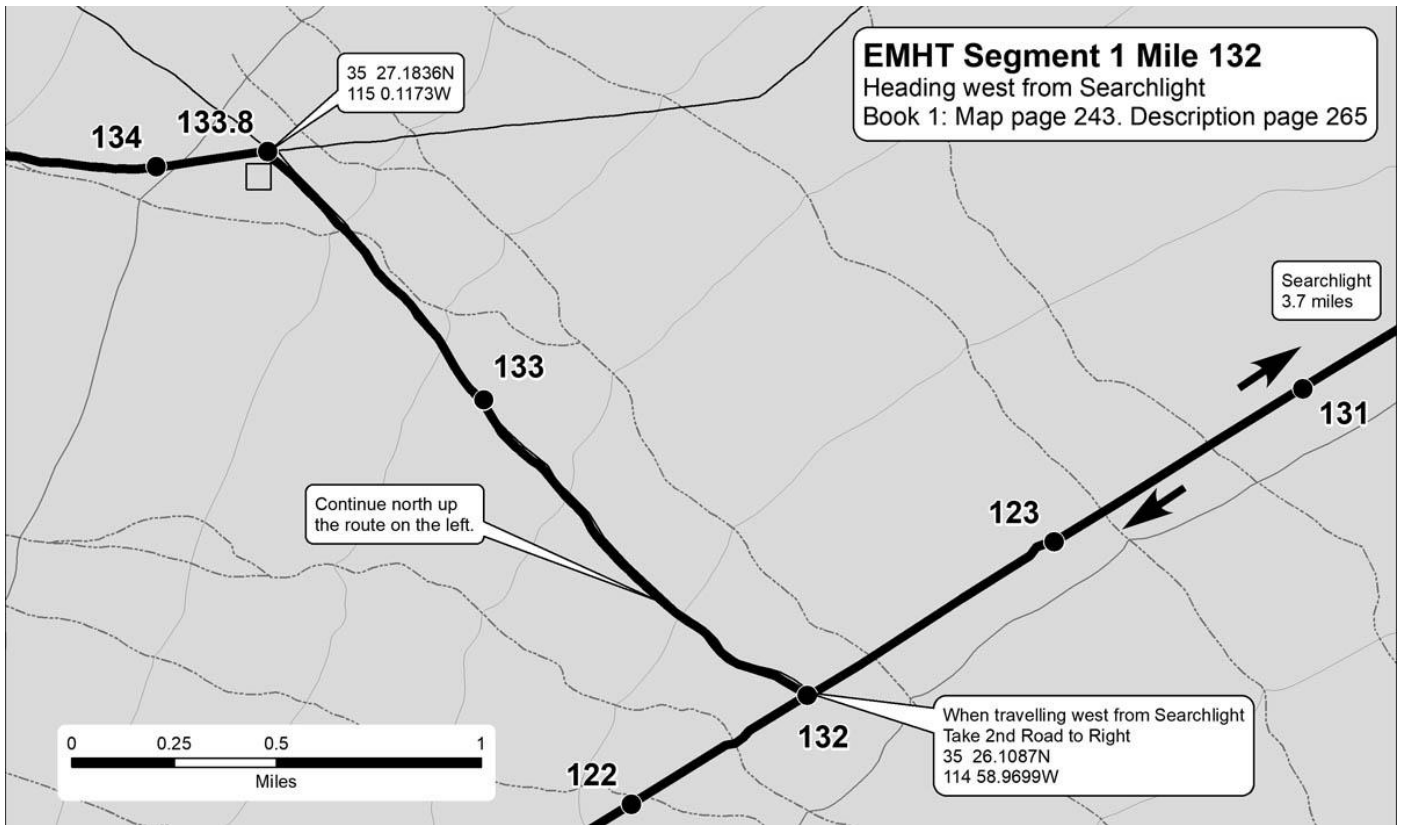 EMHT Segment 1 Mile 132
Heading west from Searchlight
Book 1: Map page 243. Description page 265
35  27.1836N
115 0.1173W
134
133.8
Searchlight
3.7 miles
133
131
Continue north up
the route on the left.
123
132
When travelling west from Searchlight
Take 2nd Road to Right
35  26.1087N
114 58.9699W
122
0 0.25 0.5 1
Miles